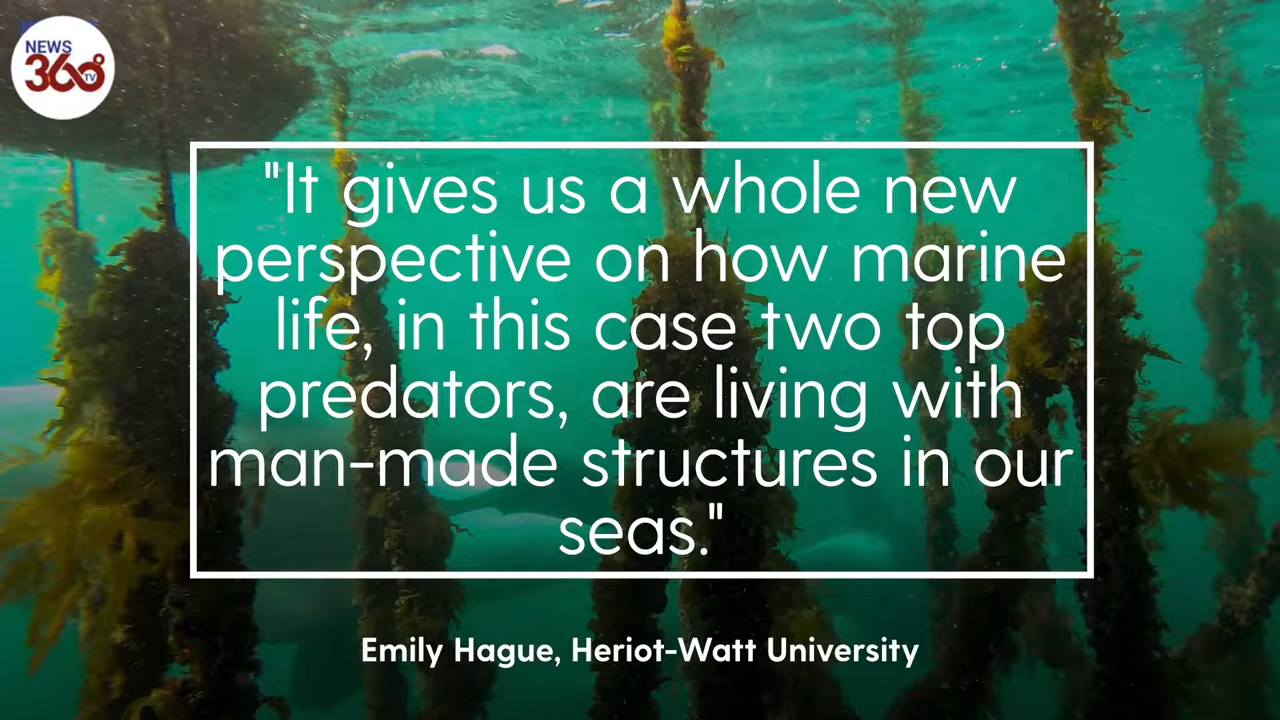 NEWS
360
TV
"It gives us a whole new
perspective on how marine
life, in this case two top
predators, are living with
man-made structures in our
seas."
Emily Hague, Heriot-Watt University